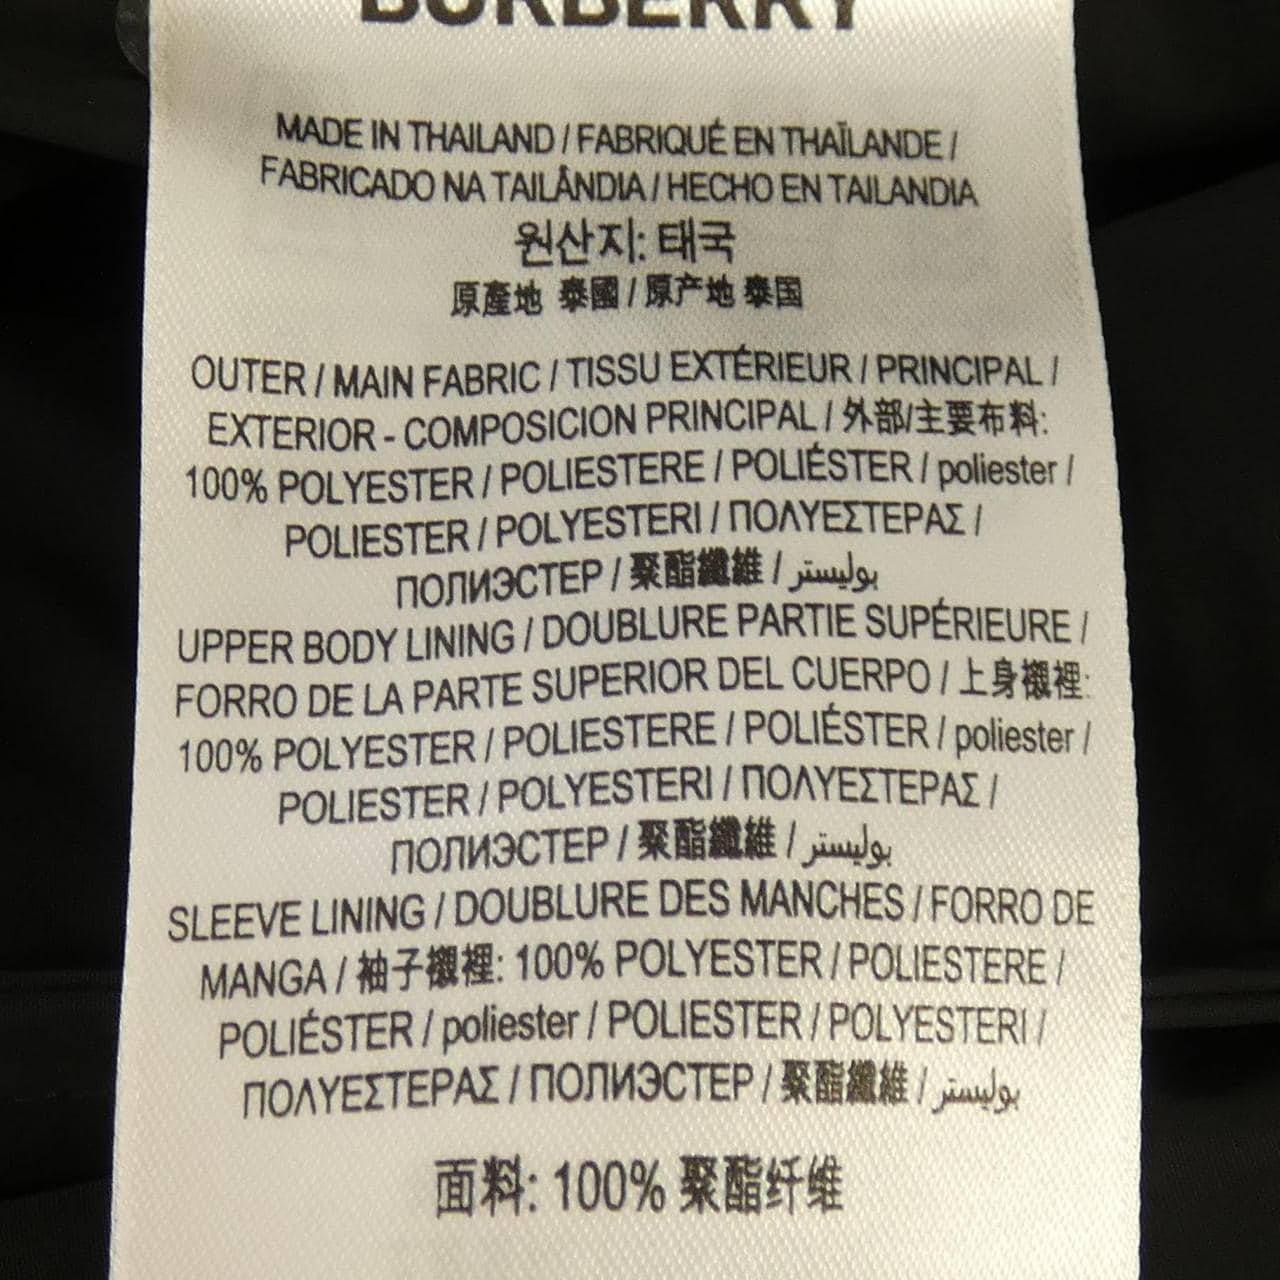 BURBERRY
MADE IN THAILAND / FABRIQUÉ EN THAÏLANDE /
FABRICADO NA TAILÂNDIA / HECHO EN TAILANDIA
원산지: 태국
原產地 泰國 / 原产地 泰国
OUTER / MAIN FABRIC / TISSU EXTÉRIEUR / PRINCIPAL /
EXTERIOR - COMPOSICION PRINCIPAL / 外部/主要布料:
100% POLYESTER / POLIESTERE / POLIÉSTER / poliester /
POLIESTER / POLYESTERI / ΠΟΛΥΕΣΤΕΡΑΣ /
ПОЛИЭСТЕР / 聚酯纖維 / بوليستر
UPPER BODY LINING / DOUBLURE PARTIE SUPÉRIEURE /
FORRO DE LA PARTE SUPERIOR DEL CUERPO / 上身襯裡:
100% POLYESTER / POLIESTERE / POLIÉSTER / poliester /
POLIESTER / POLYESTERI / ΠΟΛΥΕΣΤΕΡΑΣ /
ПОЛИЭСТЕР / 聚酯纖維 / بوليستر
SLEEVE LINING / DOUBLURE DES MANCHES / FORRO DE
MANGA / 袖子襯裡: 100% POLYESTER / POLIESTERE /
POLIÉSTER / poliester / POLIESTER / POLYESTERI /
ΠΟΛΥΕΣΤΕΡΑΣ / ПОЛИЭСТЕР / 聚酯纖維 / بوليستر
面料: 100% 聚酯纤维